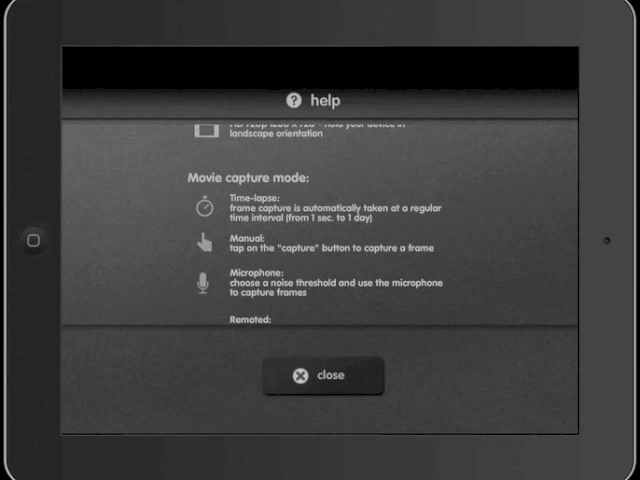 help
landscape orientation
Movie capture mode:
Time-lapse:
frame capture is automatically taken at a regular
time interval (from 1 sec. to 1 day)
Manual:
tap on the "capture" button to capture a frame
Microphone:
choose a noise threshold and use the microphone
to capture frames
Remoted:
close